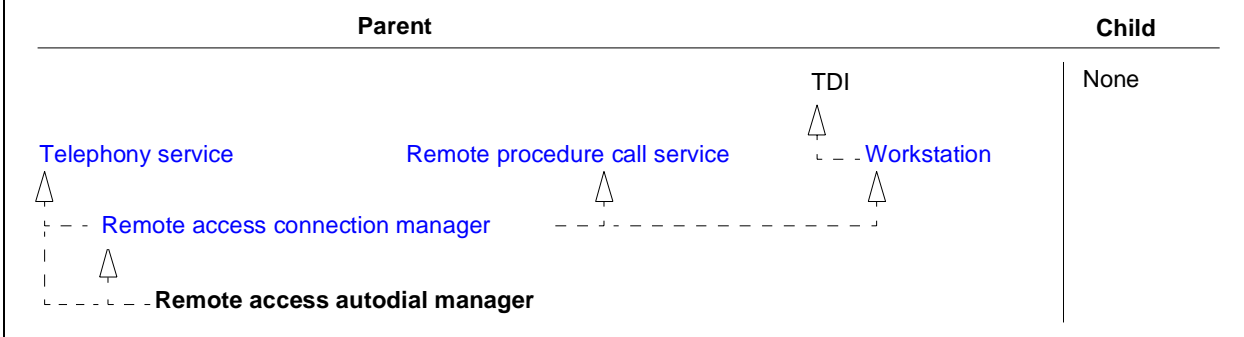 Parent Child
TDI None
Telephony service Remote procedure call service Workstation
Remote access connection manager
Remote access autodial manager